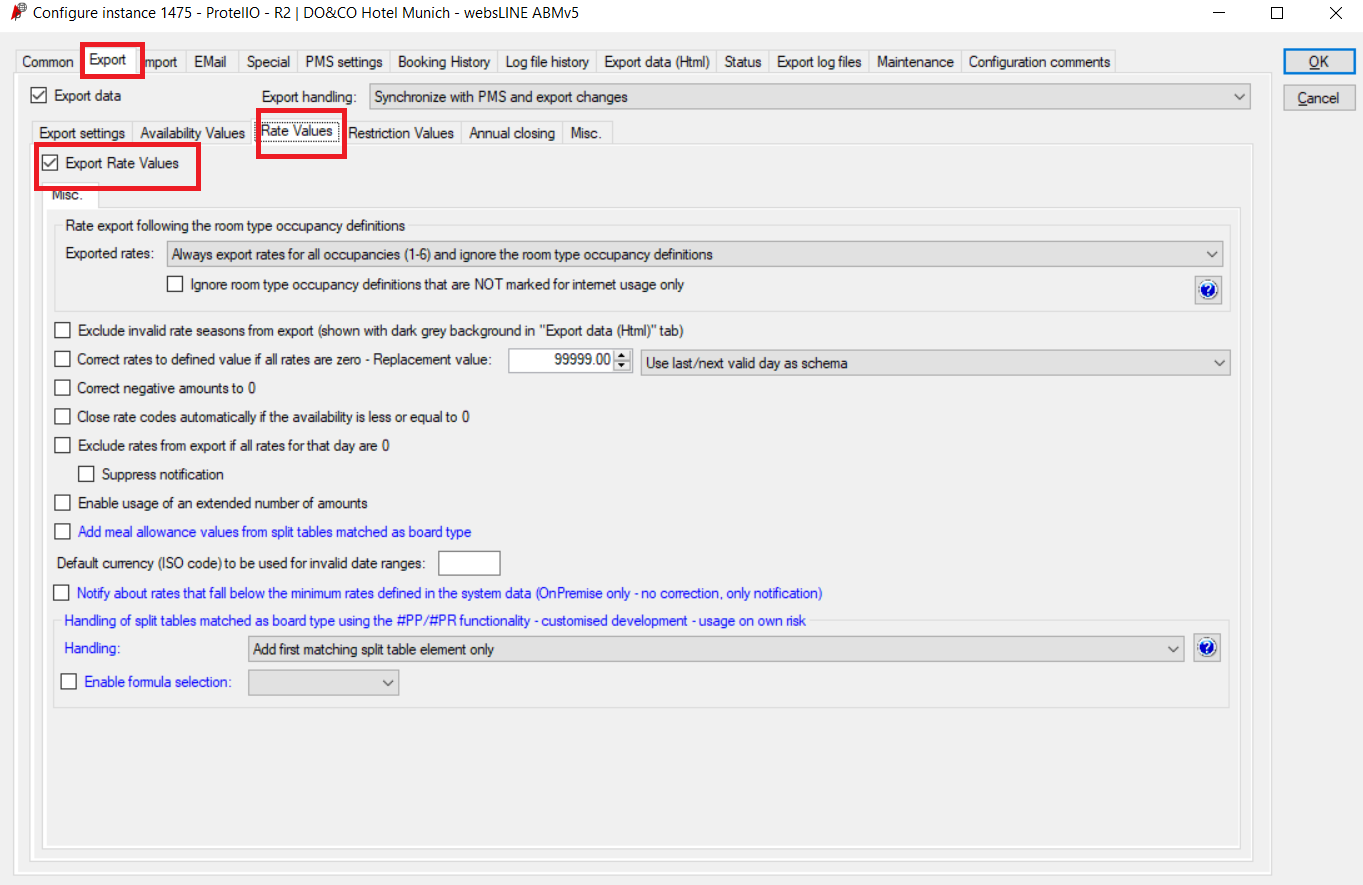 Configure instance 1475 - ProtelIO - R2 | DO&CO Hotel Munich - websLINE ABMv5
Common Export Import EMail Special PMS settings Booking History Log file history Export data (Html) Status Export log files Maintenance Configuration comments
OK
Export data Export handling: Synchronize with PMS and export changes
Cancel
Export settings Availability Values Rate Values Restriction Values Annual closing Misc.
Export Rate Values
Misc.
Rate export following the room type occupancy definitions
Exported rates: Always export rates for all occupancies (1-6) and ignore the room type occupancy definitions
Ignore room type occupancy definitions that are NOT marked for internet usage only
Exclude invalid rate seasons from export (shown with dark grey background in "Export data (Html)" tab)
Correct rates to defined value if all rates are zero - Replacement value: 99999.00 Use last/next valid day as schema
Correct negative amounts to 0
Close rate codes automatically if the availability is less or equal to 0
Exclude rates from export if all rates for that day are 0
Suppress notification
Enable usage of an extended number of amounts
Add meal allowance values from split tables matched as board type
Default currency (ISO code) to be used for invalid date ranges:
Notify about rates that fall below the minimum rates defined in the system data (OnPremise only - no correction, only notification)
Handling of split tables matched as board type using the #PP/#PR functionality - customised development - usage on own risk
Handling: Add first matching split table element only
Enable formula selection: